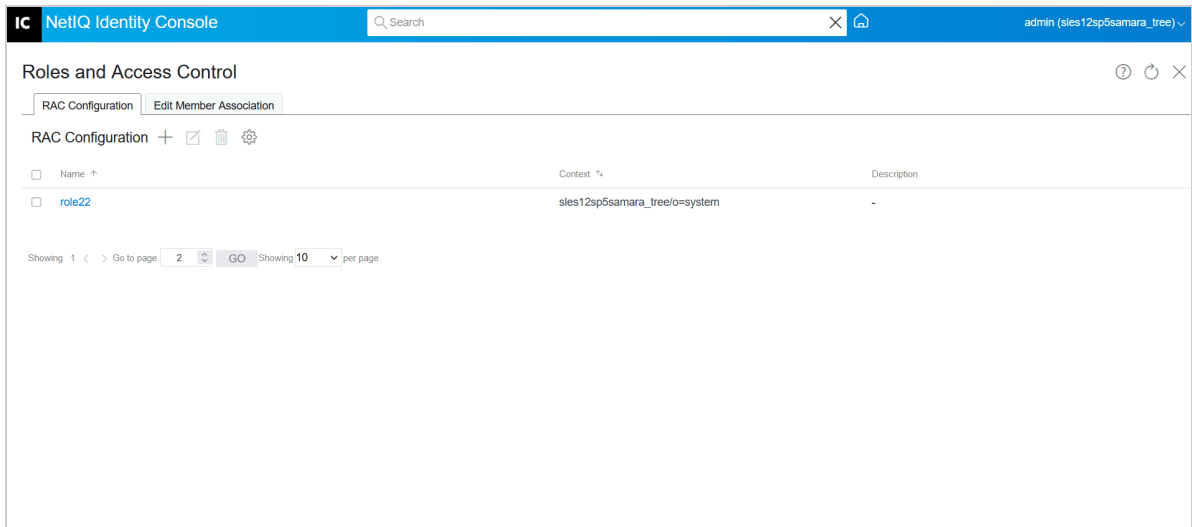 IC NetIQ Identity Console Search admin (sles12sp5samara_tree)
Roles and Access Control
RAC Configuration Edit Member Association
RAC Configuration
Name Context Description
role22 sles12sp5samara_tree/o=system -
Showing 1 Go to page 2 GO Showing 10 per page